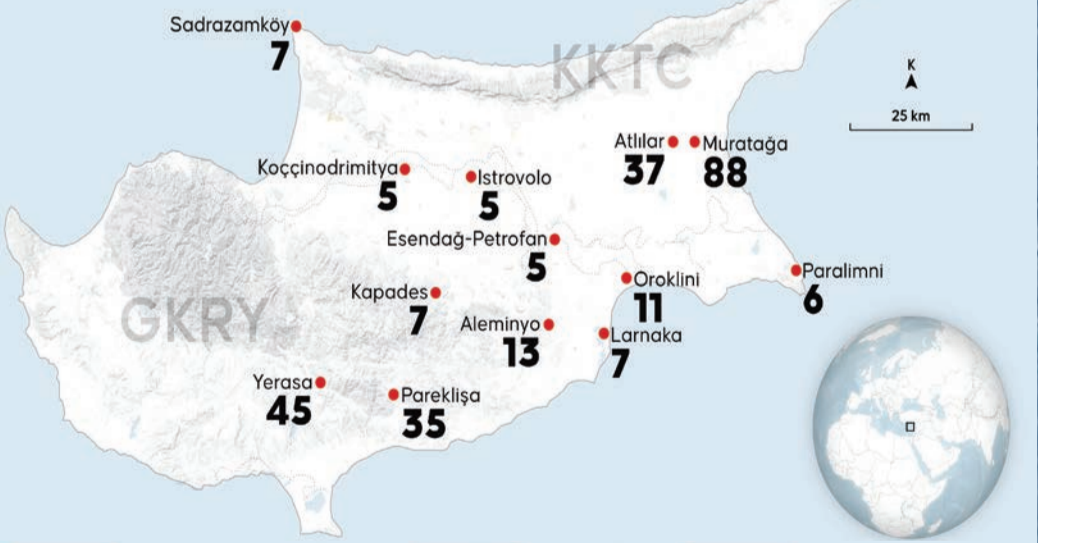 Sadrazamköy
7
KKTC
K
25 km
Atlılar
37
Muratağa
88
Koççinodrimitya
5
Istrovolo
5
Esendağ-Petrofan
5
Paralimni
6
Oroklini
11
Kapades
7
GKRY
Aleminyo
13
Larnaka
7
Yerasa
45
Pareklişa
35